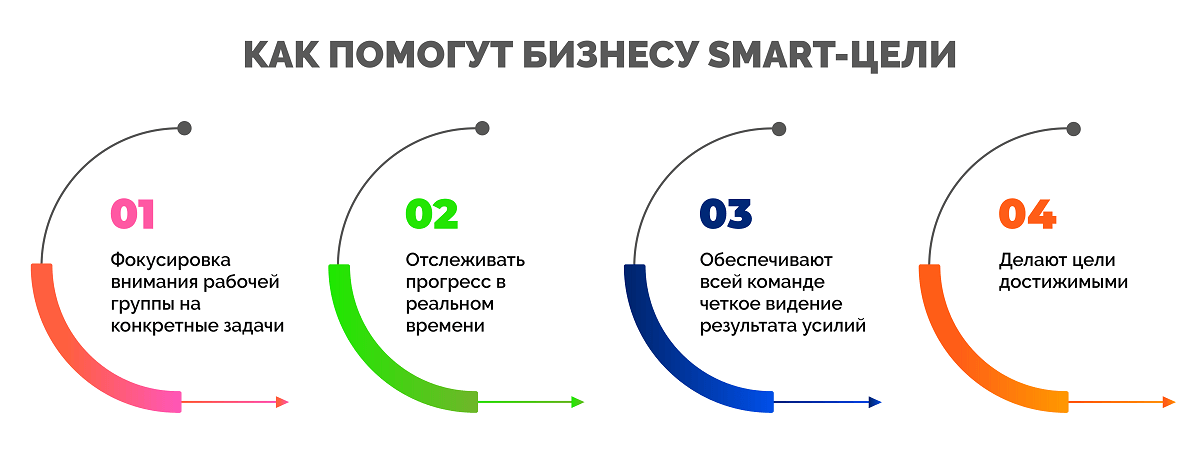 КАК ПОМОГУТ БИЗНЕСУ SMART-ЦЕЛИ
01
Фокусировка
внимания рабочей
группы на
конкретные задачи
02
Отслеживать
прогресс в
реальном
времени
03
Обеспечивают
всей команде
четкое видение
результата усилий
04
Делают цели
достижимыми